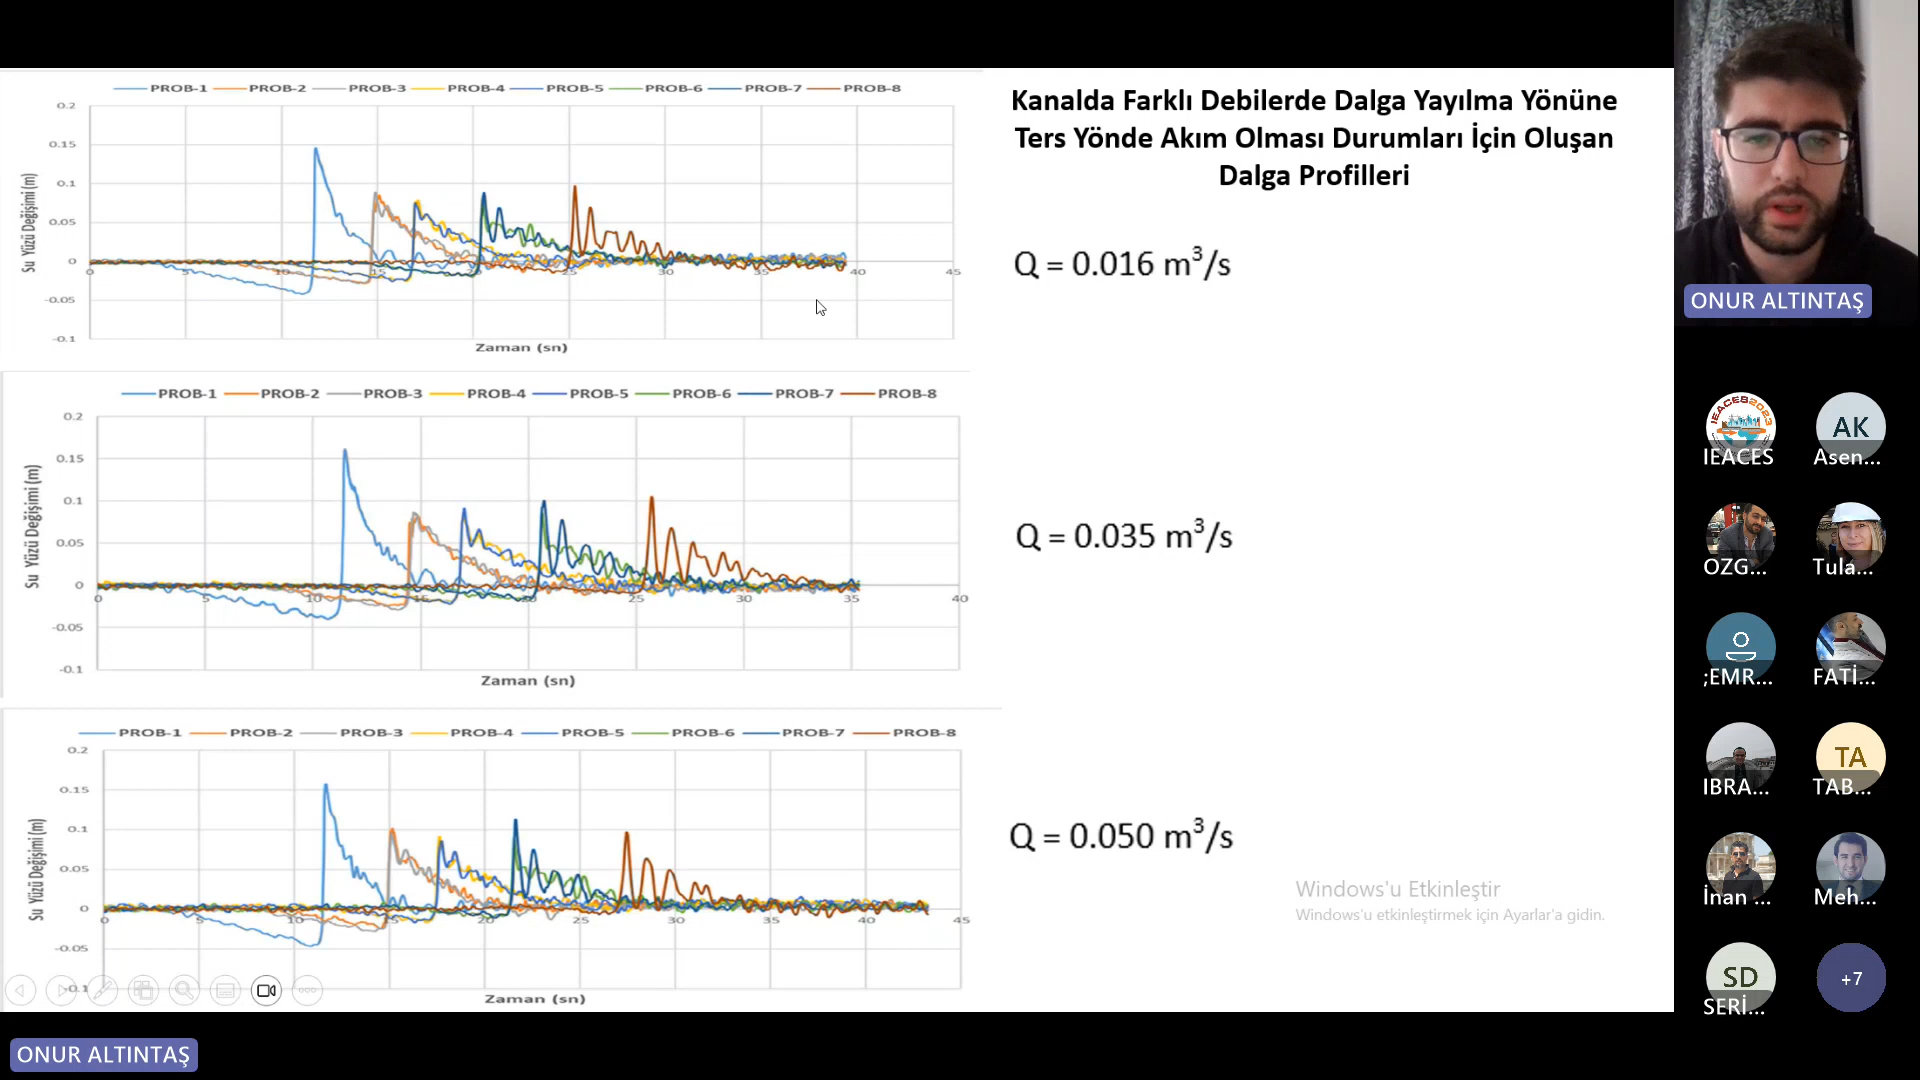 PROB-1 PROB-2 PROB-3 PROB-4 PROB-5 PROB-6 PROB-7 PROB-8
0.2
0.15
0.1
0.05
0
-0.05
-0.1
Su Yüzü Değişimi (m)
0 5 10 15 20 25 30 35 40 45
Zaman (sn)
Kanalda Farklı Debilerde Dalga Yayılma Yönüne
Ters Yönde Akım Olması Durumları İçin Oluşan
Dalga Profilleri
Q = 0.016 m³/s
PROB-1 PROB-2 PROB-3 PROB-4 PROB-5 PROB-6 PROB-7 PROB-8
0.2
0.15
0.1
0.05
0
-0.05
-0.1
Su Yüzü Değişimi (m)
0 5 10 15 20 25 30 35 40
Zaman (sn)
Q = 0.035 m³/s
PROB-1 PROB-2 PROB-3 PROB-4 PROB-5 PROB-6 PROB-7 PROB-8
0.2
0.15
0.1
0.05
0
-0.05
-0.1
Su Yüzü Değişimi (m)
0 5 10 15 20 25 30 35 40 45
Zaman (sn)
Q = 0.050 m³/s
Windows'u Etkinleştir
Windows'u etkinleştirmek için Ayarlar'a gidin.
ONUR ALTINTAŞ
IEACES2023
IEACES
AK
Asen...
OZG...
Tula...
;EMR...
FATİ...
IBRA...
TA
TAB...
İnan ...
Meh...
SD
SERİ...
+7
ONUR ALTINTAŞ